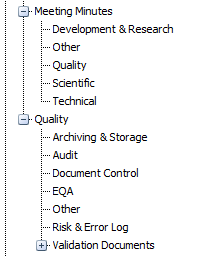 Meeting Minutes
Development & Research
Other
Quality
Scientific
Technical
Quality
Archiving & Storage
Audit
Document Control
EQA
Other
Risk & Error Log
Validation Documents